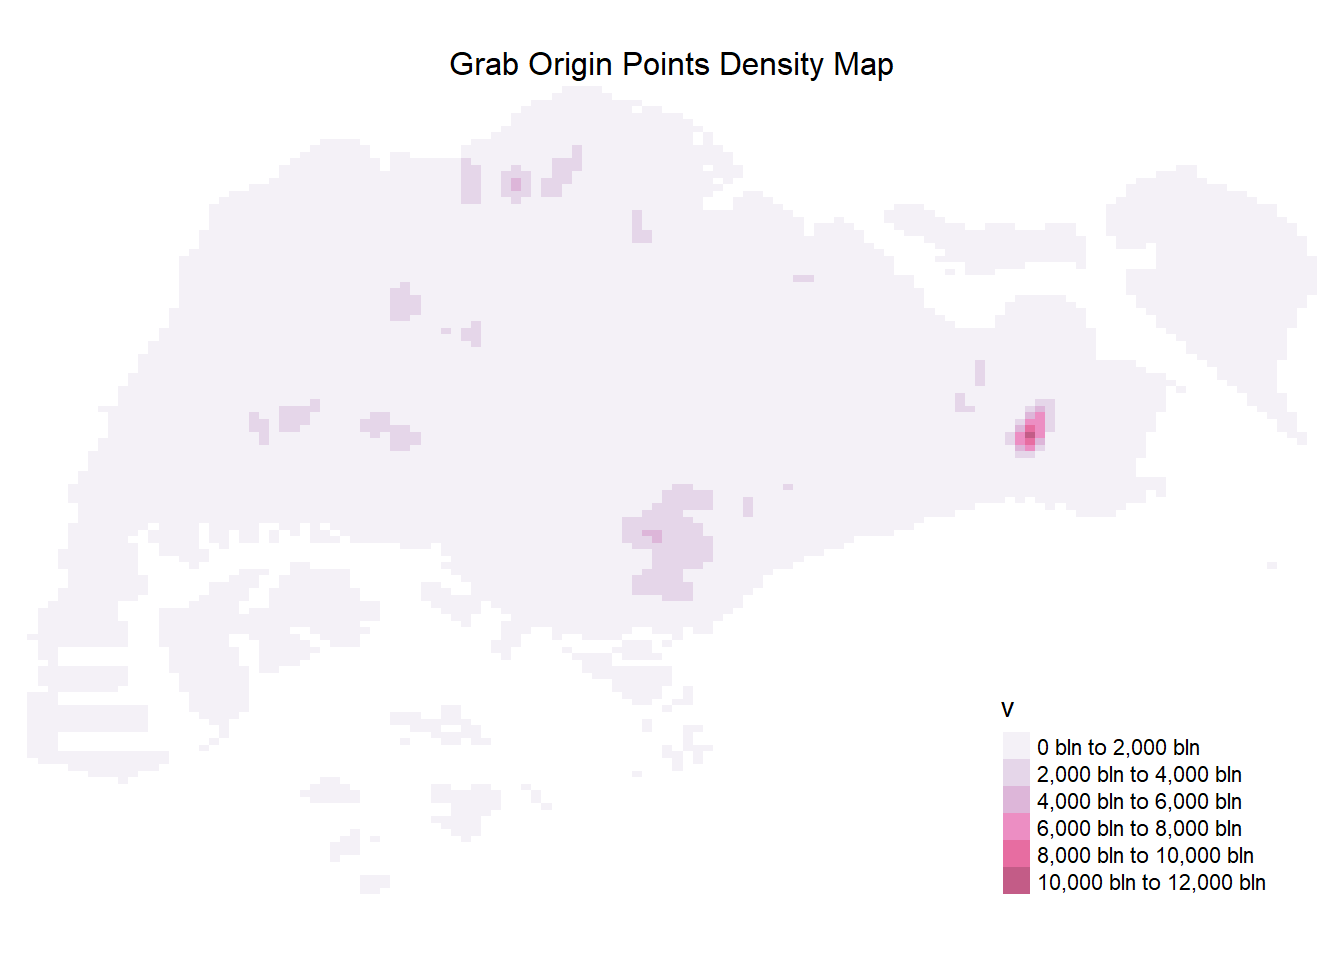 Grab Origin Points Density Map
v
0 bln to 2,000 bln
2,000 bln to 4,000 bln
4,000 bln to 6,000 bln
6,000 bln to 8,000 bln
8,000 bln to 10,000 bln
10,000 bln to 12,000 bln